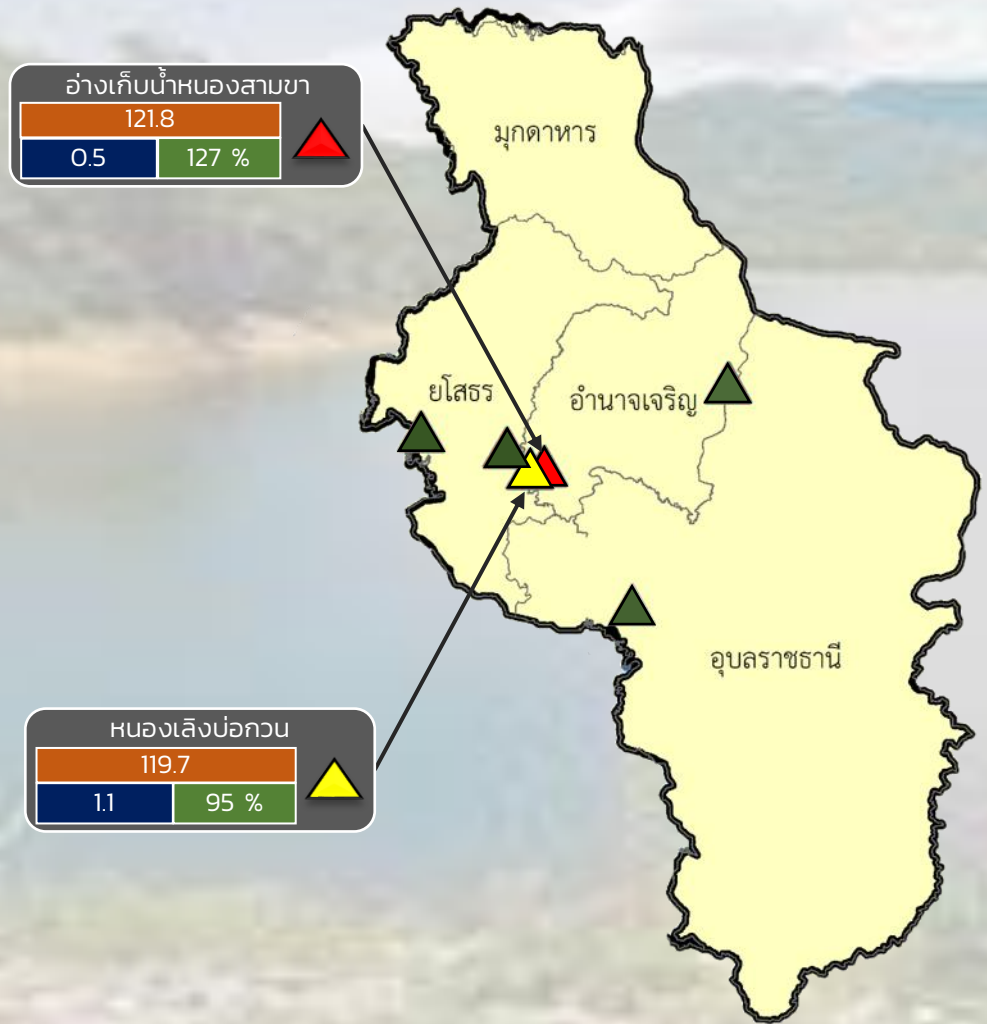 อ่างเก็บน้ำหนองสามขา
121.8
0.5 127 %
มุกดาหาร
ยโสธร
อำนาจเจริญ
อุบลราชธานี
หนองเลิงบ่อกวน
119.7
1.1 95 %